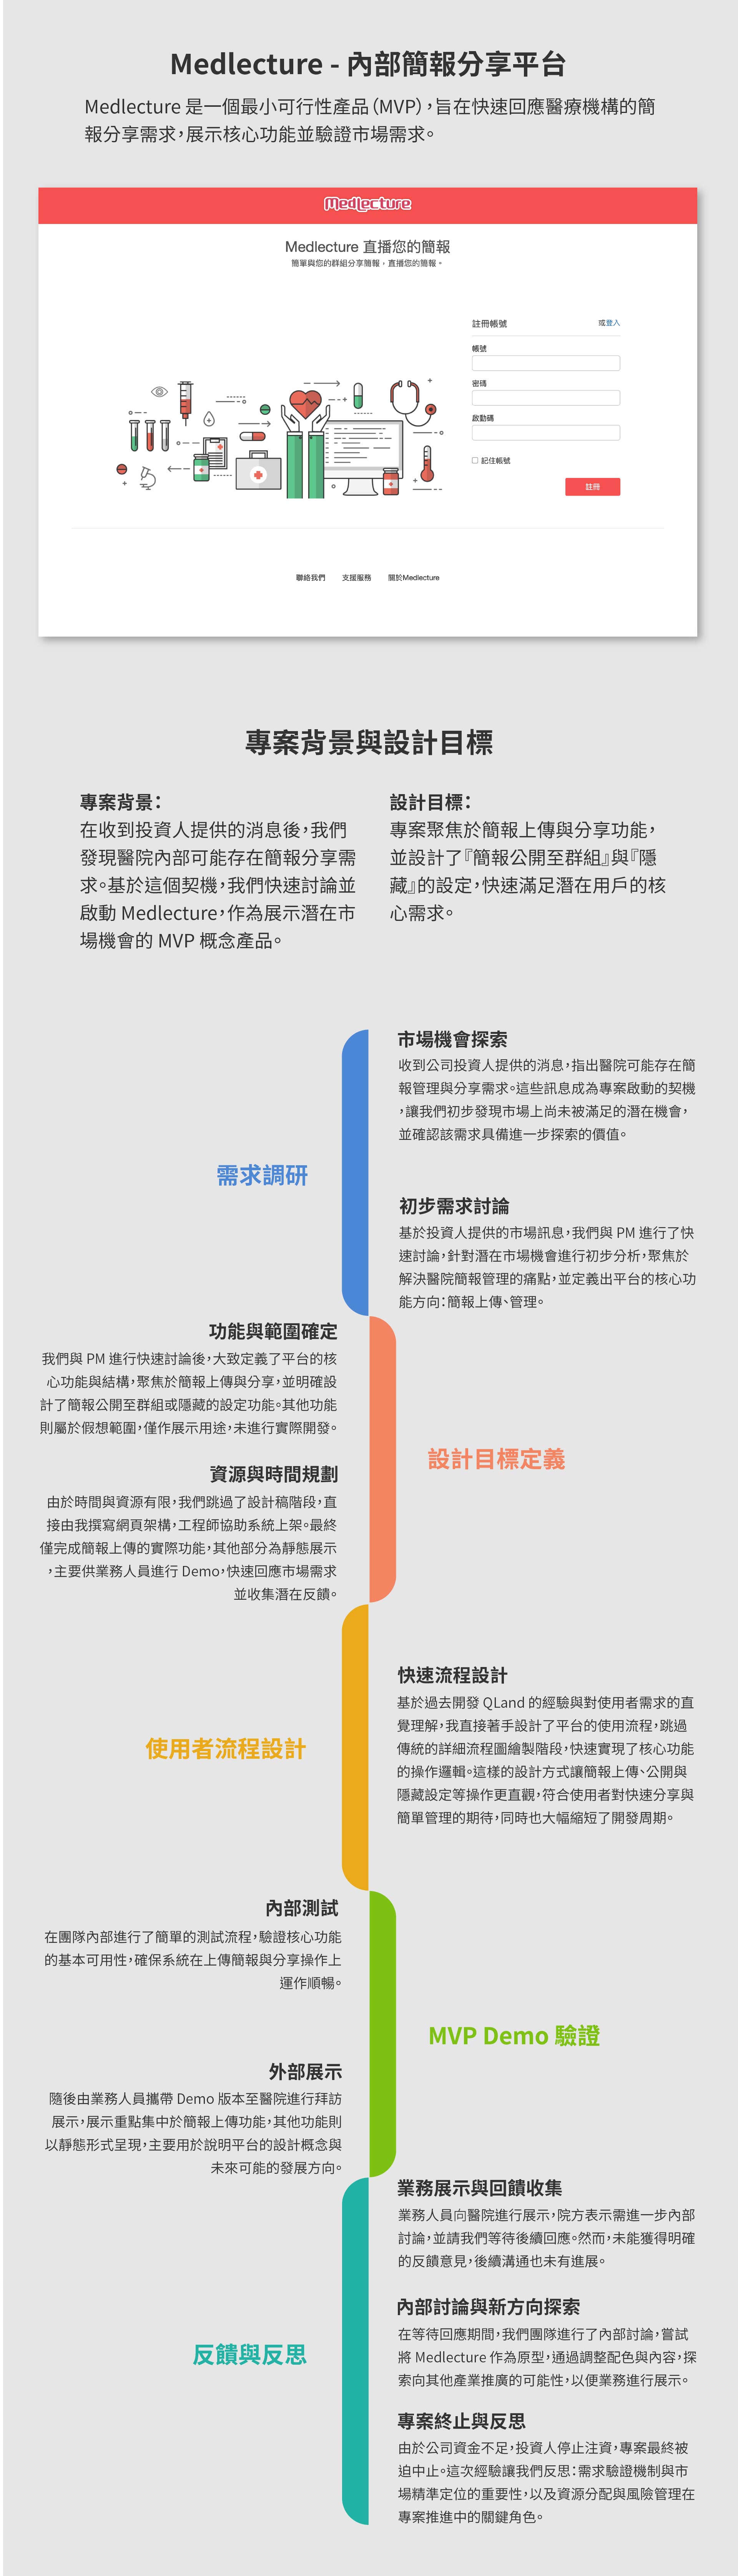 Medlecture - 內部簡報分享平台
Medlecture 是一個最小可行性產品（MVP），旨在快速回應醫療機構的簡
報分享需求，展示核心功能並驗證市場需求。
Medlecture
Medlecture 直播您的簡報
簡單與您的群組分享簡報，直播您的簡報。
註冊帳號
或登入
帳號
密碼
啟動碼
記住帳號
註冊
聯絡我們
支援服務
關於Medlecture
專案背景與設計目標
專案背景：
在收到投資人提供的消息後，我們
發現醫院內部可能存在簡報分享需
求。基於這個契機，我們快速討論並
啟動 Medlecture，作為展示潛在市
場機會的 MVP 概念產品。
設計目標：
專案聚焦於簡報上傳與分享功能，
並設計了『簡報公開至群組』與『隱
藏』的設定，快速滿足潛在用戶的核
心需求。
需求調研
市場機會探索
收到公司投資人提供的消息，指出醫院可能存在簡
報管理與分享需求。這些訊息成為專案啟動的契機
，讓我們初步發現市場上尚未被滿足的潛在機會，
並確認該需求具備進一步探索的價值。
初步需求討論
基於投資人提供的市場訊息，我們與 PM 進行了快
速討論，針對潛在市場機會進行初步分析，聚焦於
解決醫院簡報管理的痛點，並定義出平台的核心功
能方向：簡報上傳、管理。
設計目標定義
功能與範圍確定
我們與 PM 進行快速討論後，大致定義了平台的核
心功能與結構，聚焦於簡報上傳與分享，並明確設
計了簡報公開至群組或隱藏的設定功能。其他功能
則屬於假想範圍，僅作展示用途，未進行實際開發。
資源與時間規劃
由於時間與資源有限，我們跳過了設計稿階段，直
接由我撰寫網頁架構，工程師協助系統上架。最終
僅完成簡報上傳的實際功能，其他部分為靜態展示
，主要供業務人員進行 Demo，快速回應市場需求
並收集潛在反饋。
使用者流程設計
快速流程設計
基於過去開發 QLand 的經驗與對使用者需求的直
覺理解，我直接著手設計了平台的使用流程，跳過
傳統的詳細流程圖繪製階段，快速實現了核心功能
的操作邏輯。這樣的設計方式讓簡報上傳、公開與
隱藏設定等操作更直觀，符合使用者對快速分享與
簡單管理的期待，同時也大幅縮短了開發周期。
MVP Demo 驗證
內部測試
在團隊內部進行了簡單的測試流程，驗證核心功能
的基本可用性，確保系統在上傳簡報與分享操作上
運作順暢。
外部展示
隨後由業務人員攜帶 Demo 版本至醫院進行拜訪
展示，展示重點集中於簡報上傳功能，其他功能則
以靜態形式呈現，主要用於說明平台的設計概念與
未來可能的發展方向。
反饋與反思
業務展示與回饋收集
業務人員向醫院進行展示，院方表示需進一步內部
討論，並請我們等待後續回應。然而，未能獲得明確
的反饋意見，後續溝通也未有進展。
內部討論與新方向探索
在等待回應期間，我們團隊進行了內部討論，嘗試
將 Medlecture 作為原型，通過調整配色與內容，探
索向其他產業推廣的可能性，以便業務進行展示。
專案終止與反思
由於公司資金不足，投資人停止注資，專案最終被
迫中止。這次經驗讓我們反思：需求驗證機制與市
場精準定位的重要性，以及資源分配與風險管理在
專案推進中的關鍵角色。